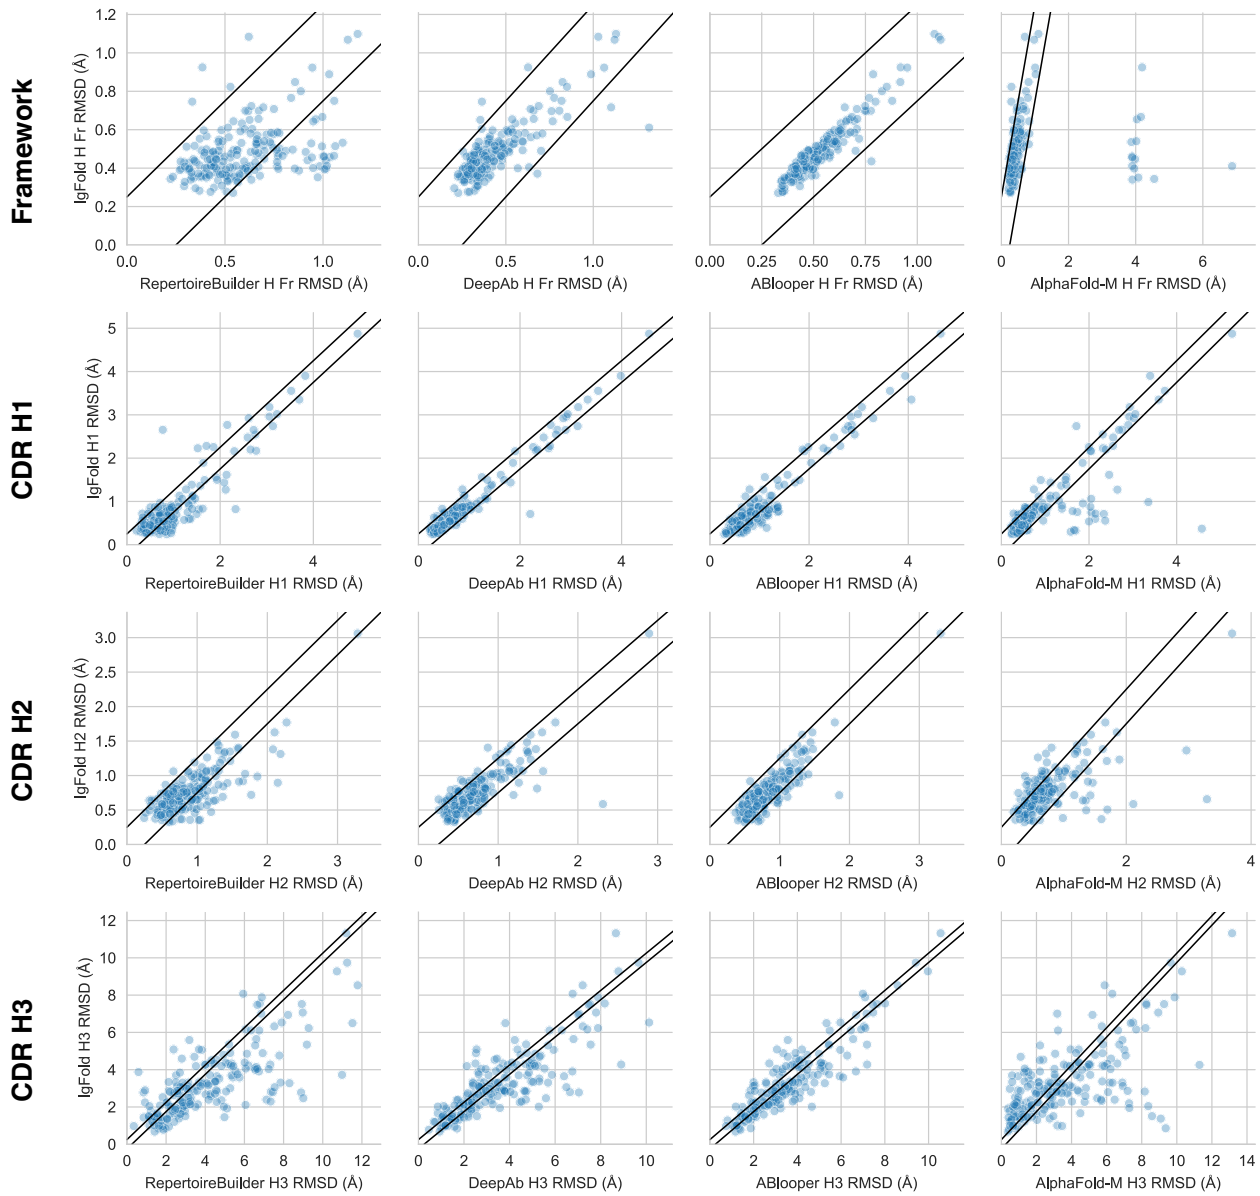 Framework
IgFold H Fr RMSD (Å)
1.2
1.0
0.8
0.6
0.4
0.2
0.0
0.0 0.5 1.0
RepertoireBuilder H Fr RMSD (Å)
0.0 0.5 1.0
DeepAb H Fr RMSD (Å)
0.00 0.25 0.50 0.75 1.00
ABlooper H Fr RMSD (Å)
0 2 4 6
AlphaFold-M H Fr RMSD (Å)
CDR H1
IgFold H1 RMSD (Å)
5
4
3
2
1
0
0 2 4
RepertoireBuilder H1 RMSD (Å)
0 2 4
DeepAb H1 RMSD (Å)
0 2 4
ABlooper H1 RMSD (Å)
0 2 4
AlphaFold-M H1 RMSD (Å)
CDR H2
IgFold H2 RMSD (Å)
3.0
2.5
2.0
1.5
1.0
0.5
0.0
0 1 2 3
RepertoireBuilder H2 RMSD (Å)
0 1 2 3
DeepAb H2 RMSD (Å)
0 1 2 3
ABlooper H2 RMSD (Å)
0 2 4
AlphaFold-M H2 RMSD (Å)
CDR H3
IgFold H3 RMSD (Å)
12
10
8
6
4
2
0
0 2 4 6 8 10 12
RepertoireBuilder H3 RMSD (Å)
0 2 4 6 8 10
DeepAb H3 RMSD (Å)
0 2 4 6 8 10
ABlooper H3 RMSD (Å)
0 2 4 6 8 10 12 14
AlphaFold-M H3 RMSD (Å)